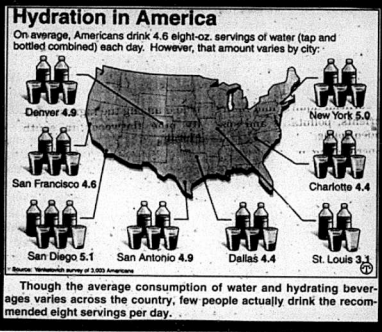 Hydration in America
On average, Americans drink 4.6 eight-oz. servings of water (tap and
bottled combined) each day. However, that amount varies by city:
Denver 4.9
New York 5.0
San Francisco 4.6
Charlotte 4.4
San Diego 5.1
San Antonio 4.9
Dallas 4.4
St. Louis 3.1
Source: Yankelovich survey of 3,003 Americans
Though the average consumption of water and hydrating bever-
ages varies across the country, few people actually drink the recom-
mended eight servings per day.